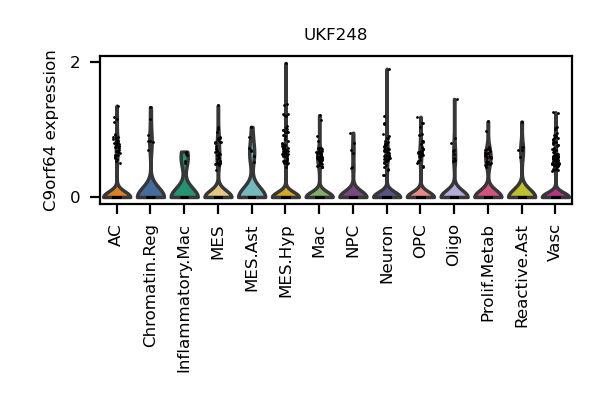 UKF248
C9orf64 expression
2
0
AC
Chromatin.Reg
Inflammatory.Mac
MES
MES.Ast
MES.Hyp
Mac
NPC
Neuron
OPC
Oligo
Prolif.Metab
Reactive.Ast
Vasc